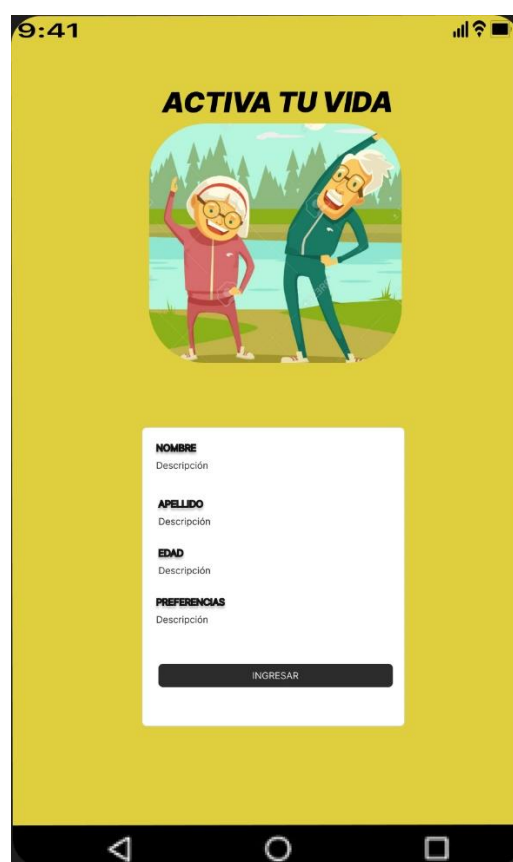 9:41
ACTIVA TU VIDA
NOMBRE
Descripción
APELLIDO
Descripción
EDAD
Descripción
PREFERENCIAS
Descripción
INGRESAR